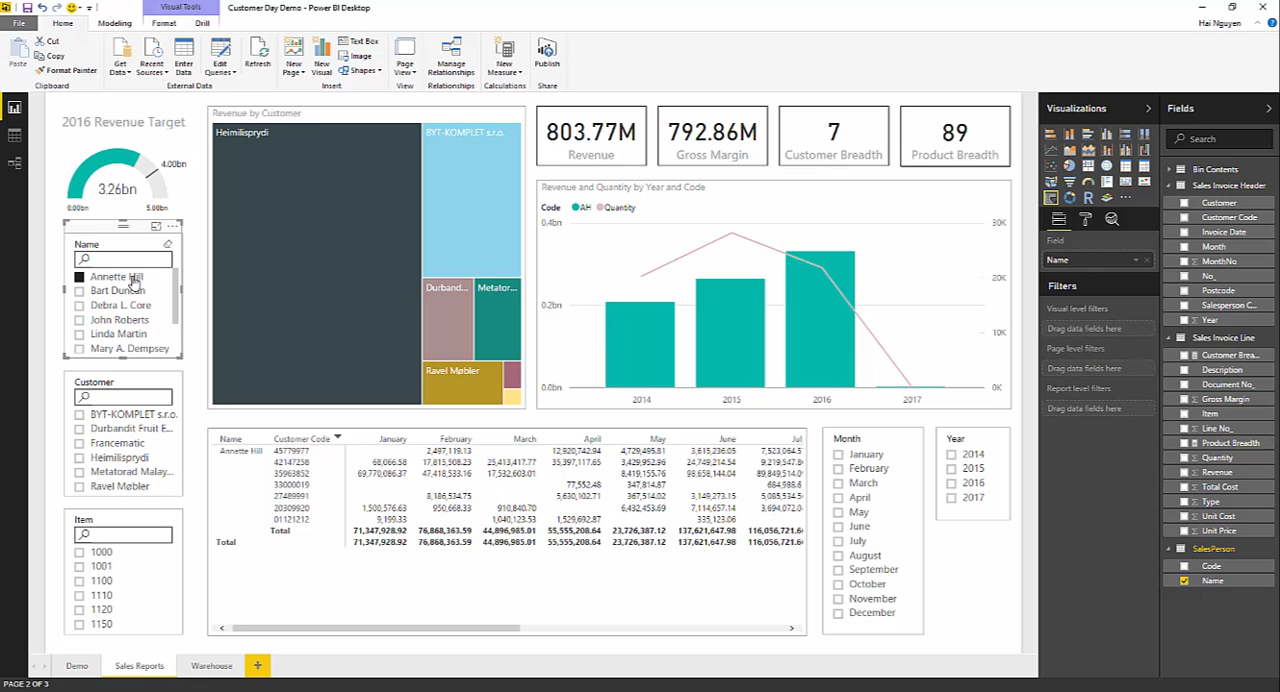 Visual Tools
Customer Day Demo - Power BI Desktop
File
Home
Modeling
Format
Drill
Hai Nguyen
Paste
Cut
Copy
Format Painter
Clipboard
Get Data
Recent Sources
Enter Data
Edit Queries
External Data
Refresh
New Page
New Visual
Text Box
Image
Shapes
Insert
Page View
View
Manage Relationships
Relationships
New Measure
Calculations
Publish
Share
2016 Revenue Target
4.00bn
3.26bn
0.00bn
5.00bn
Name
Annette Hill
Bart Duncan
Debra L. Core
John Roberts
Linda Martin
Mary A. Dempsey
Customer
BYT-KOMPLET s.r.o.
Durbandit Fruit E...
Francematic
Heimilisprydi
Metatorad Malay...
Ravel Møbler
Item
1000
1001
1100
1110
1120
1150
Revenue by Customer
Heimilisprydi
BYT-KOMPLET s.r.o.
Durband...
Metator...
Ravel Møbler
803.77M
Revenue
792.86M
Gross Margin
7
Customer Breadth
89
Product Breadth
Revenue and Quantity by Year and Code
Code AH Quantity
0.4bn
0.2bn
0.0bn
30K
20K
10K
0K
2014
2015
2016
2017
Name Customer Code January February March April May June Jul
Annette Hill 45779977 2,497,119.13 12,920,742.94 4,729,495.81 3,615,236.05 7,523,064.5
42147258 68,066.58 17,815,508.23 25,413,417.77 35,397,117.65 3,429,952.96 24,749,214.54 9,219,547.8
35963852 69,770,086.37 47,418,533.16 17,532,603.01 8,419,155.76 98,658,144.04 89,849,514.0
33000019 77,552.48 347,814.87 684,988.6
27489991 8,186,534.75 5,630,102.71 367,514.02 3,149,273.15 5,085,534.5
20309920 1,500,576.63 950,668.33 910,840.70 6,432,453.69 7,114,657.14 3,694,072.0
01121212 9,199.33 1,040,123.53 1,529,692.87 335,123.06
Total 71,347,928.92 76,868,363.59 44,896,985.01 55,555,208.64 23,726,387.12 137,621,647.98 116,056,721.6
Total 71,347,928.92 76,868,363.59 44,896,985.01 55,555,208.64 23,726,387.12 137,621,647.98 116,056,721.6
Month
January
February
March
April
May
June
July
August
September
October
November
December
Year
2014
2015
2016
2017
Visualizations
Field
Name
Filters
Visual level filters
Drag data fields here
Page level filters
Drag data fields here
Report level filters
Drag data fields here
Fields
Search
Bin Contents
Sales Invoice Header
Customer
Customer Code
Invoice Date
Month
MonthNo
No_
Postcode
Salesperson C...
Year
Sales Invoice Line
Customer Brea...
Description
Document No_
Gross Margin
Item
Line No_
Product Breadth
Quantity
Revenue
Total Cost
Type
Unit Cost
Unit Price
SalesPerson
Code
Name
Demo
Sales Reports
Warehouse
PAGE 2 OF 3